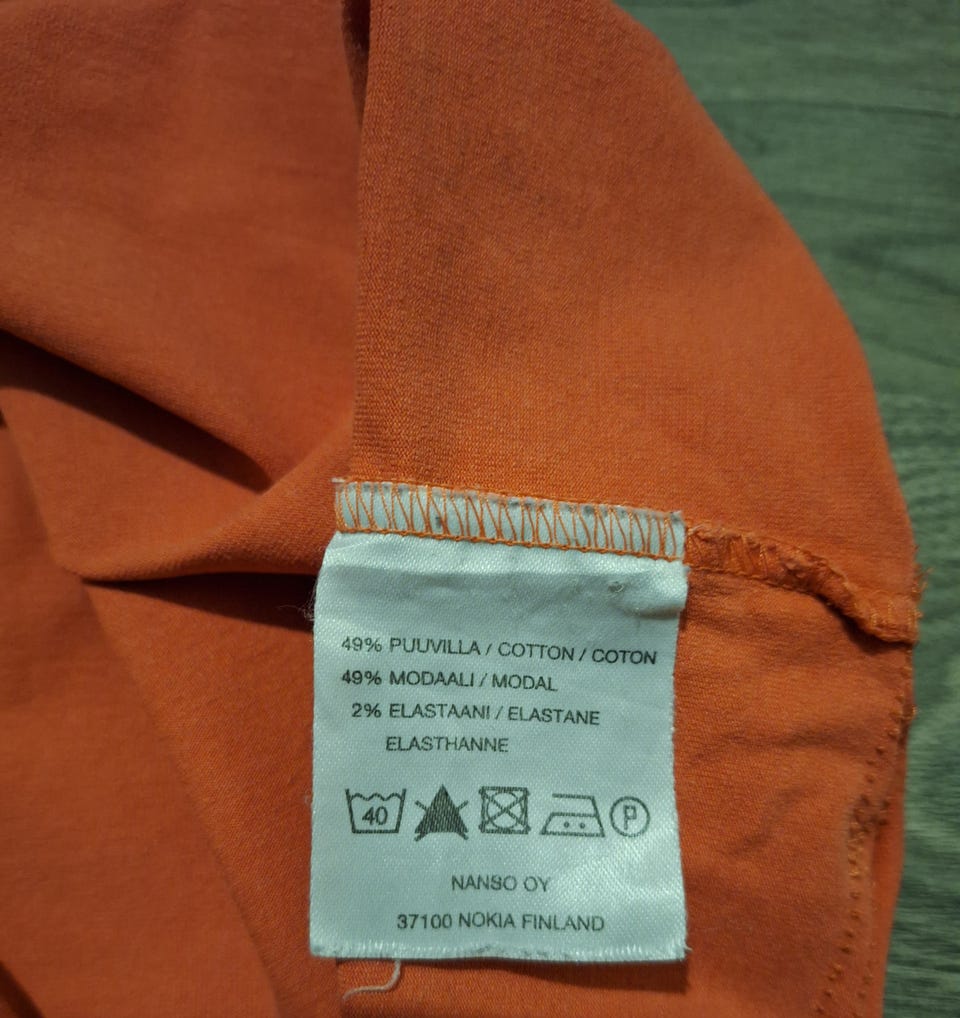 49% PUUVILLA / COTTON / COTON
49% MODAALI / MODAL
2% ELASTAANI / ELASTANE
ELASTHANNE
40 P
NANSO OY
37100 NOKIA FINLAND